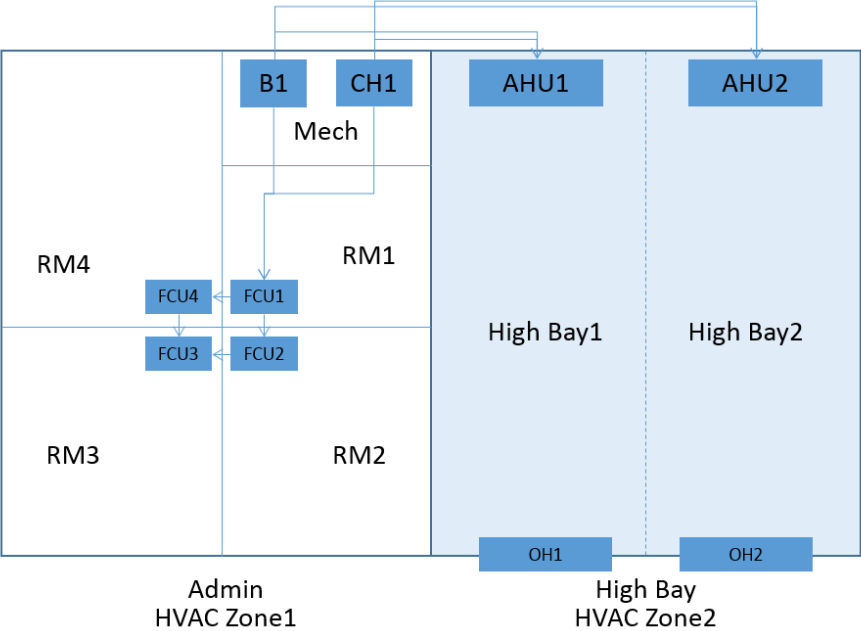 B1
CH1
AHU1
AHU2
Mech
RM4
RM1
FCU4
FCU1
High Bay1
High Bay2
FCU3
FCU2
RM3
RM2
OH1
OH2
Admin
HVAC Zone1
High Bay
HVAC Zone2